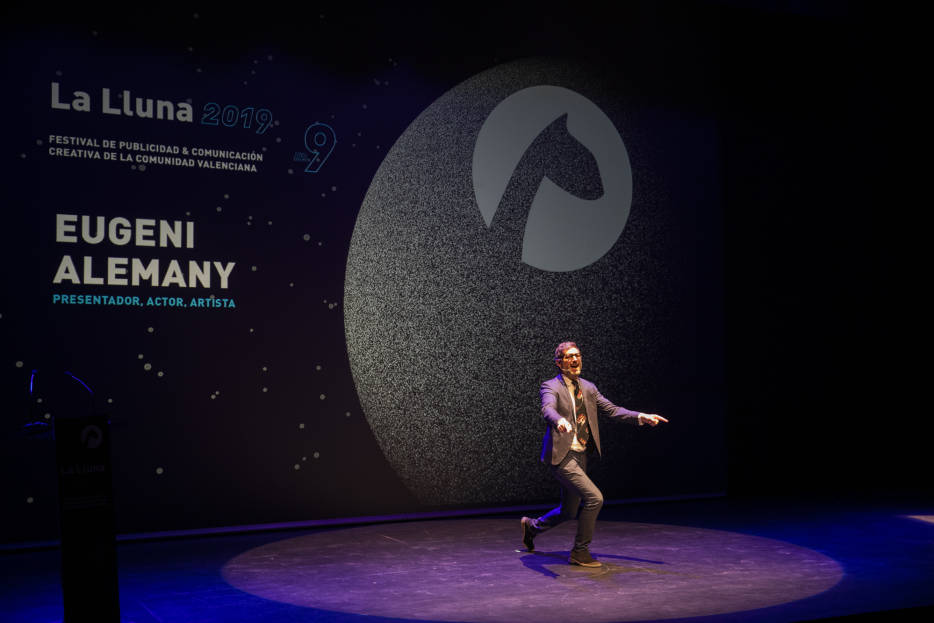 La Lluna 2019
9
FESTIVAL DE PUBLICIDAD & COMUNICACIÓN
CREATIVA DE LA COMUNIDAD VALENCIANA
EUGENI
ALEMANY
PRESENTADOR, ACTOR, ARTISTA
La Lluna